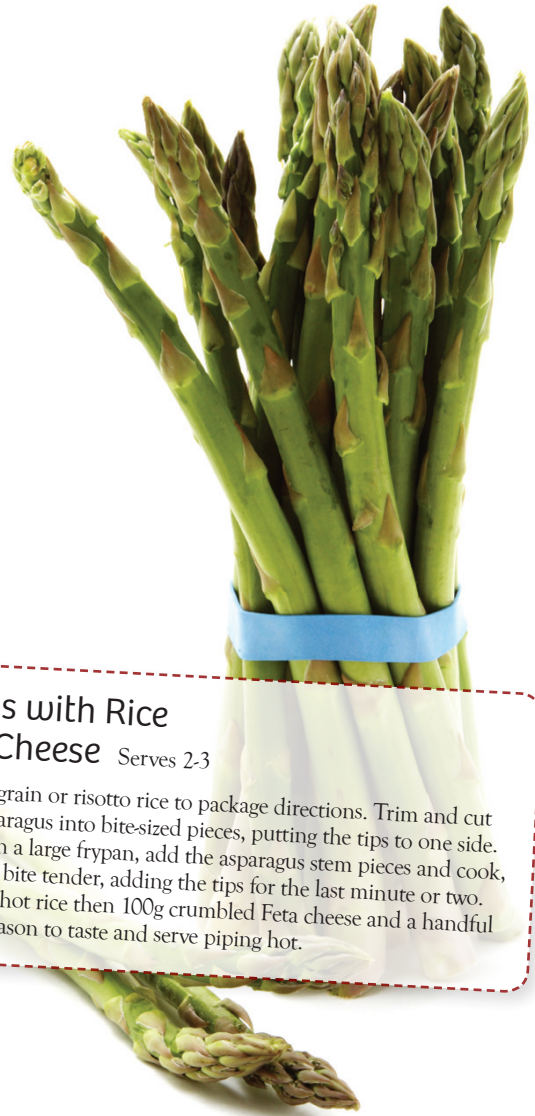 s with Rice
Cheese Serves 2-3
grain or risotto rice to package directions. Trim and cut
aragus into bite-sized pieces, putting the tips to one side.
n a large frypan, add the asparagus stem pieces and cook,
bite tender, adding the tips for the last minute or two.
hot rice then 100g crumbled Feta cheese and a handful
ason to taste and serve piping hot.